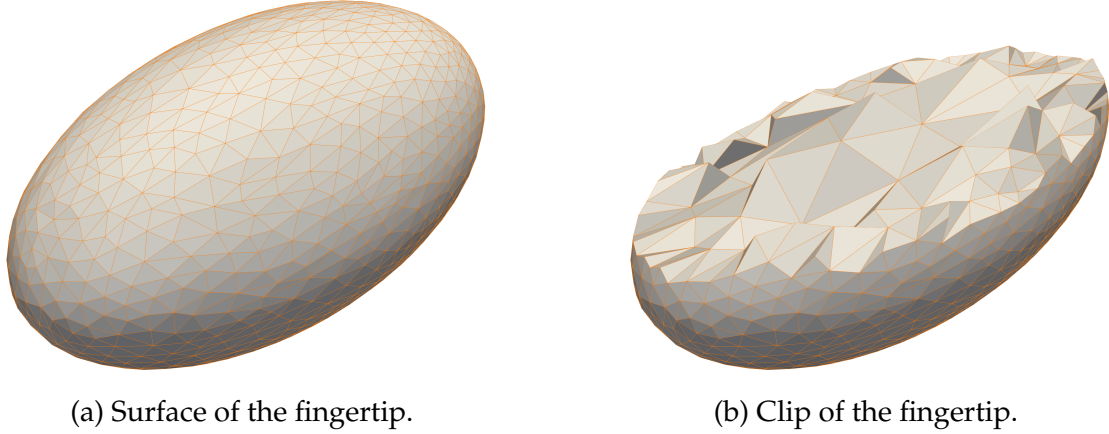 (a) Surface of the fingertip.
(b) Clip of the fingertip.